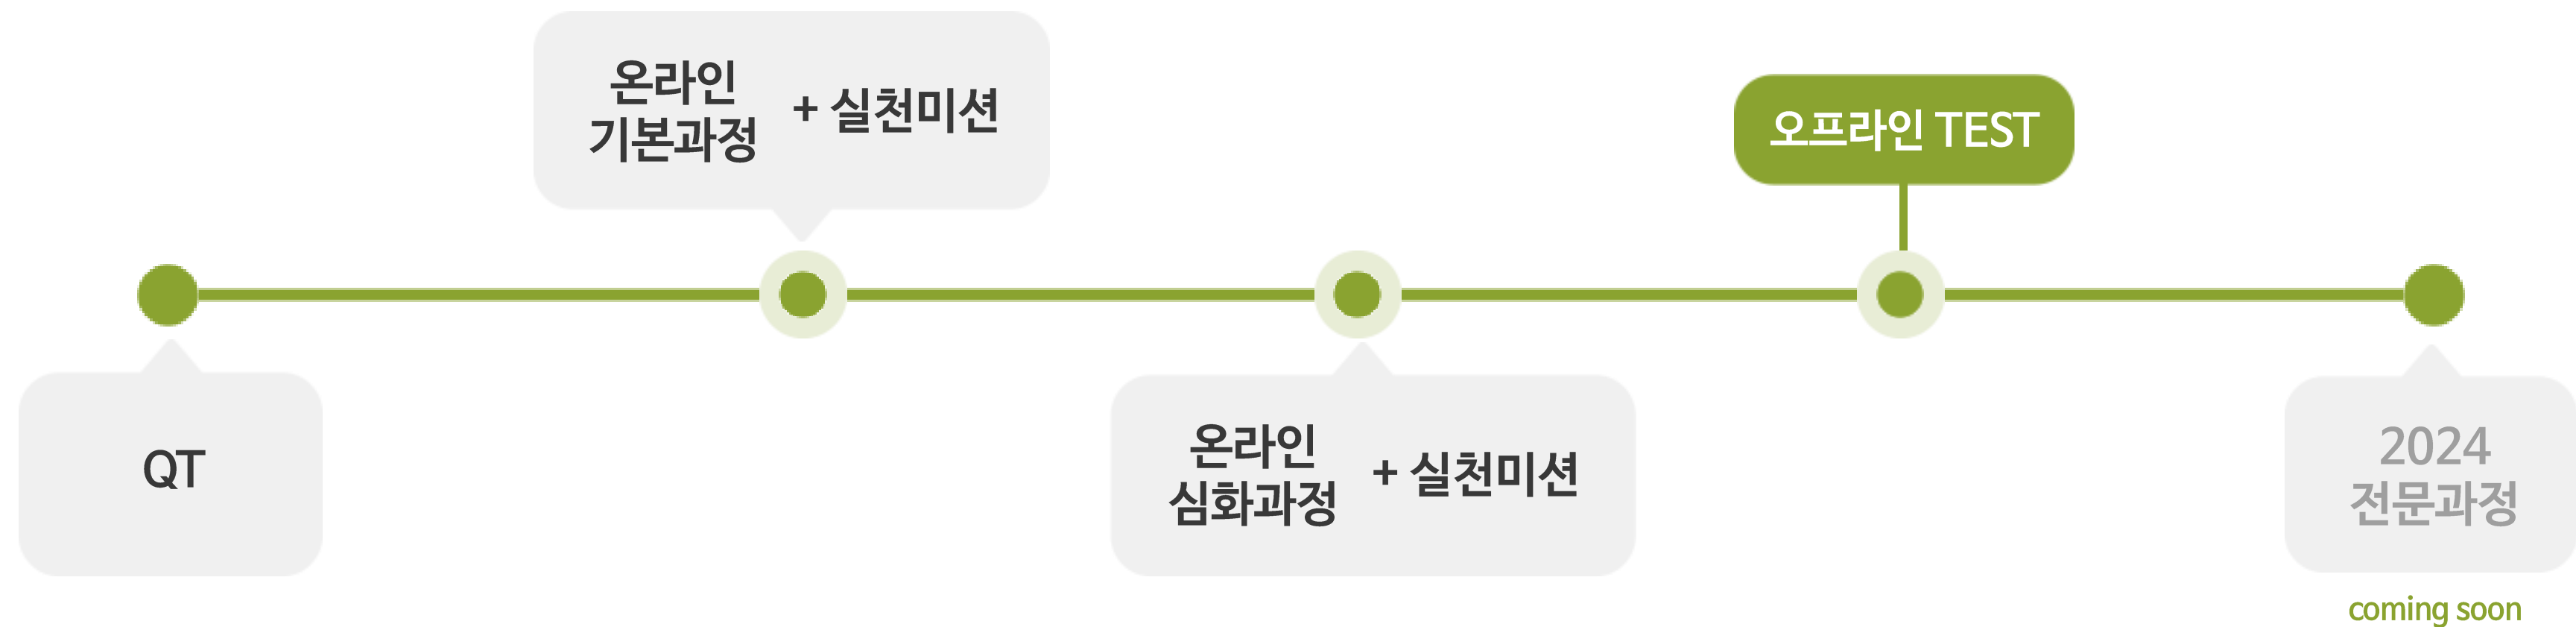 QT
온라인
기본과정
+ 실천미션
온라인
심화과정
+ 실천미션
오프라인 TEST
2024
전문과정
coming soon